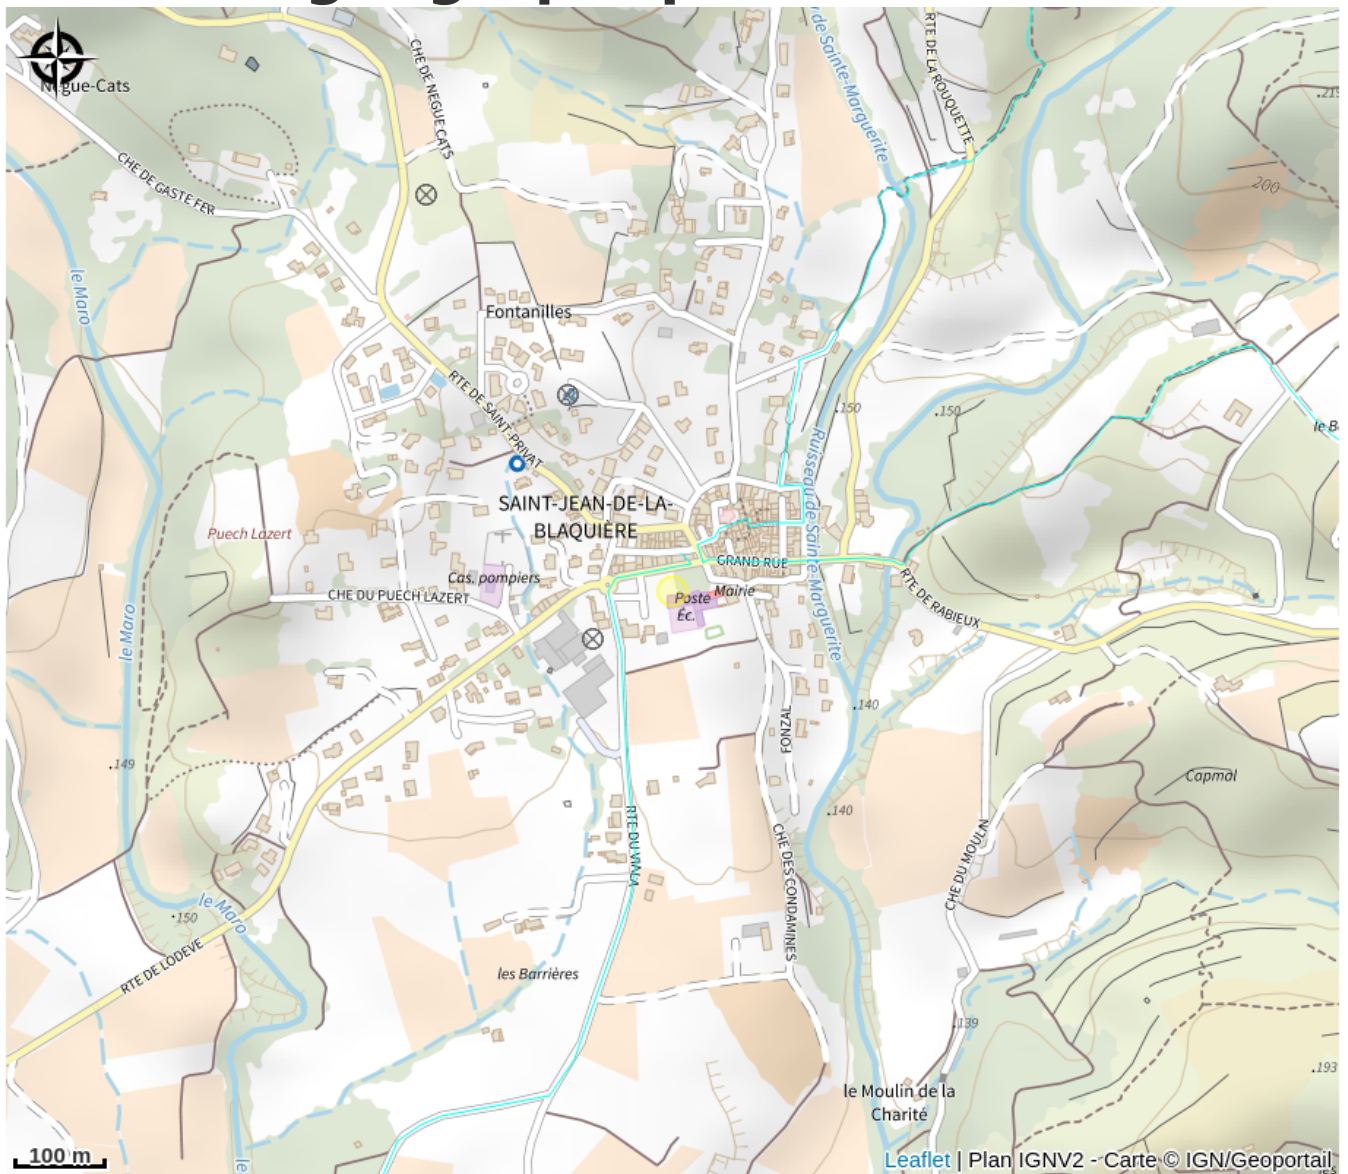 Nègue-Cats
CHE DE GASTE FER
CHE DE NEGUE CATS
de Sainte-Marguerite
RTE DE LA ROUQUETTE
200
le Maro
Fontanilles
RTE DE SAINT-PRIVAT
150
150
Ruisseau de Sainte-Marguerite
SAINT-JEAN-DE-LA-
BLAQUIÈRE
Puech Lazert
Cas. pompiers
CHE DU PUECH LAZERT
GRAND RUE
Poste
Mairie
Éc.
RTE DE RABIEUX
le Maro
140
FONZAL
149
Capmal
140
RTE DU VIALA
CHE DES CONDAMINES
CHE DU MOULIN
le Maro
150
RTE DE LODEVE
les Barrières
139
193
le Moulin de la
Charité
100 m
Leaflet | Plan IGNV2 - Carte © IGN/Geoportail